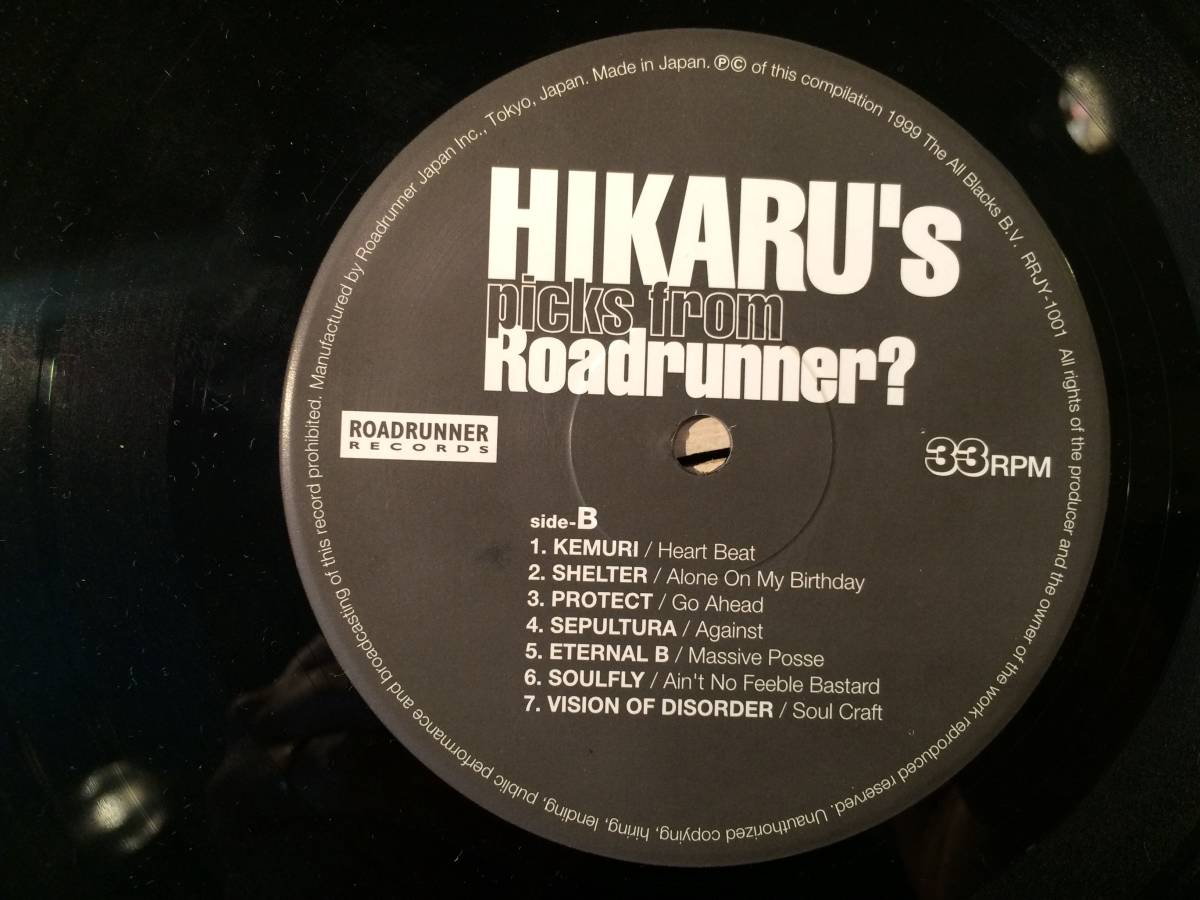 HIKARU's
picks from
Roadrunner?
ROADRUNNER
RECORDS
33RPM
side-B
1. KEMURI / Heart Beat
2. SHELTER / Alone On My Birthday
3. PROTECT / Go Ahead
4. SEPULTURA / Against
5. ETERNAL B / Massive Posse
6. SOULFLY / Ain't No Feeble Bastard
7. VISION OF DISORDER / Soul Craft
Manufactured by Roadrunner Japan Inc., Tokyo, Japan. Made in Japan. ℗© of this compilation 1999 The All Blacks B.V. RRJY-1001 All rights of the producer and the owner of the work reproduced reserved. Unauthorized copying, hiring, lending, public performance and broadcasting of this record prohibited.